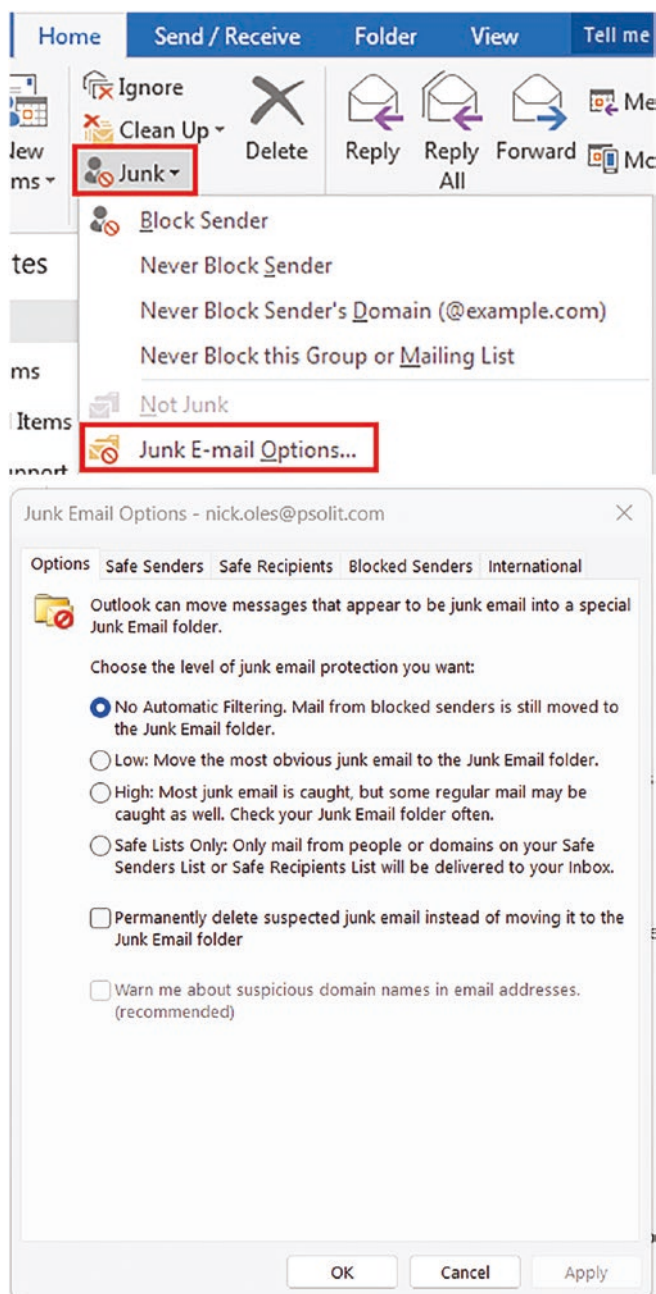 Home Send / Receive Folder View Tell me
Ignore
Clean Up
Delete Reply Reply All Forward
Junk
Block Sender
Never Block Sender
Never Block Sender's Domain (@example.com)
Never Block this Group or Mailing List
Not Junk
Items
Junk E-mail Options...
Junk Email Options - nick.oles@psolit.com
Options Safe Senders Safe Recipients Blocked Senders International
Outlook can move messages that appear to be junk email into a special
Junk Email folder.
Choose the level of junk email protection you want:
No Automatic Filtering. Mail from blocked senders is still moved to
the Junk Email folder.
Low: Move the most obvious junk email to the Junk Email folder.
High: Most junk email is caught, but some regular mail may be
caught as well. Check your Junk Email folder often.
Safe Lists Only: Only mail from people or domains on your Safe
Senders List or Safe Recipients List will be delivered to your Inbox.
Permanently delete suspected junk email instead of moving it to the
Junk Email folder
Warn me about suspicious domain names in email addresses.
(recommended)
OK Cancel Apply